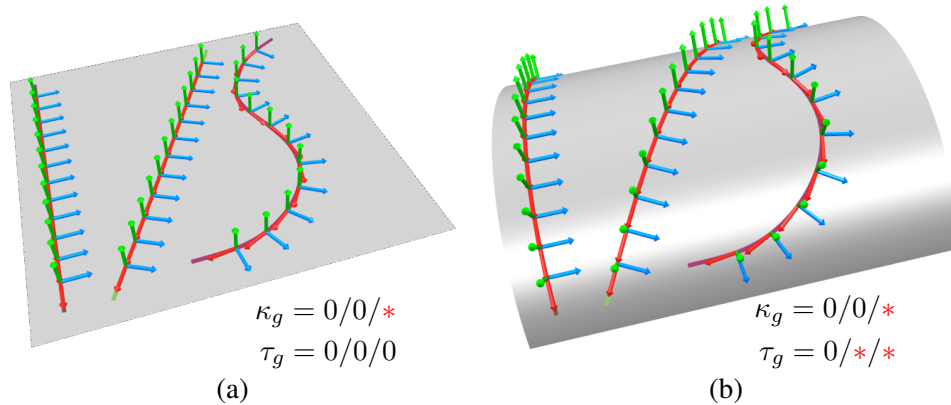 κ_g = 0/0/*
τ_g = 0/0/0
(a)
κ_g = 0/0/*
τ_g = 0/*/*
(b)